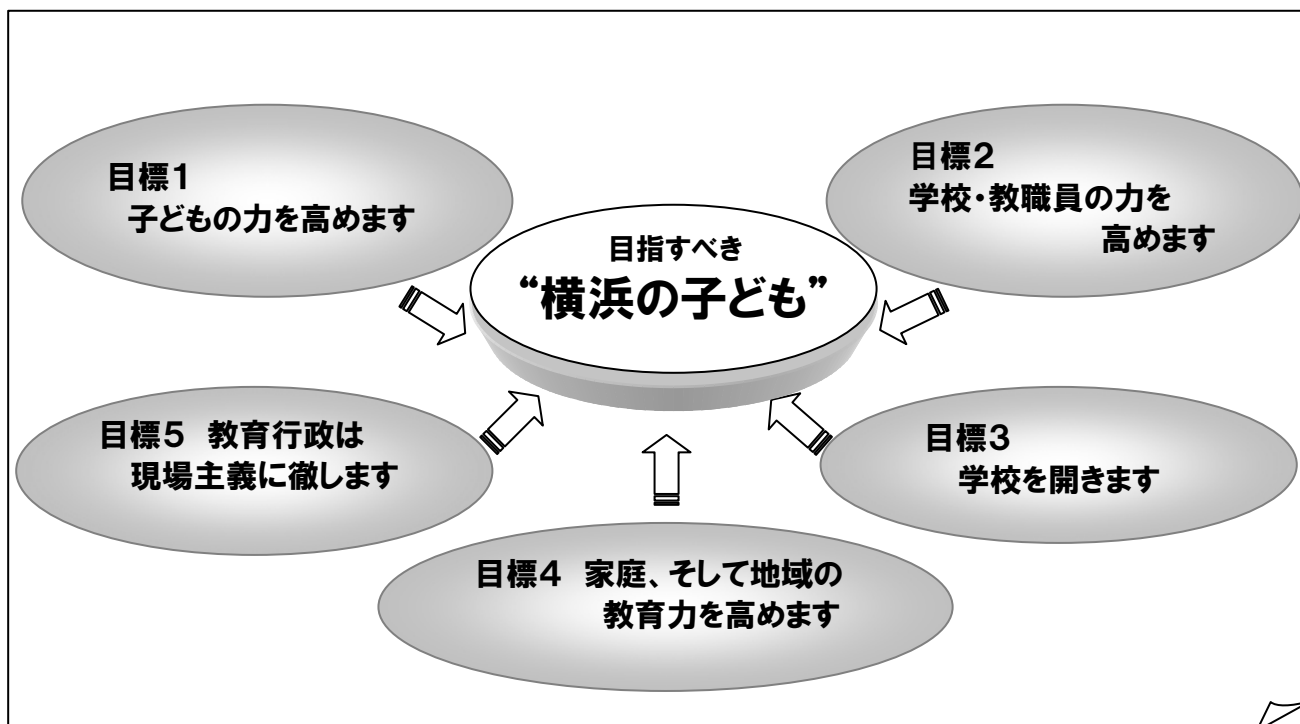 目標１
子どもの力を高めます
目標２
学校・教職員の力を
高めます
目指すべき
“横浜の子ども”
目標５　教育行政は
現場主義に徹します
目標３
学校を開きます
目標４　家庭、そして地域の
教育力を高めます